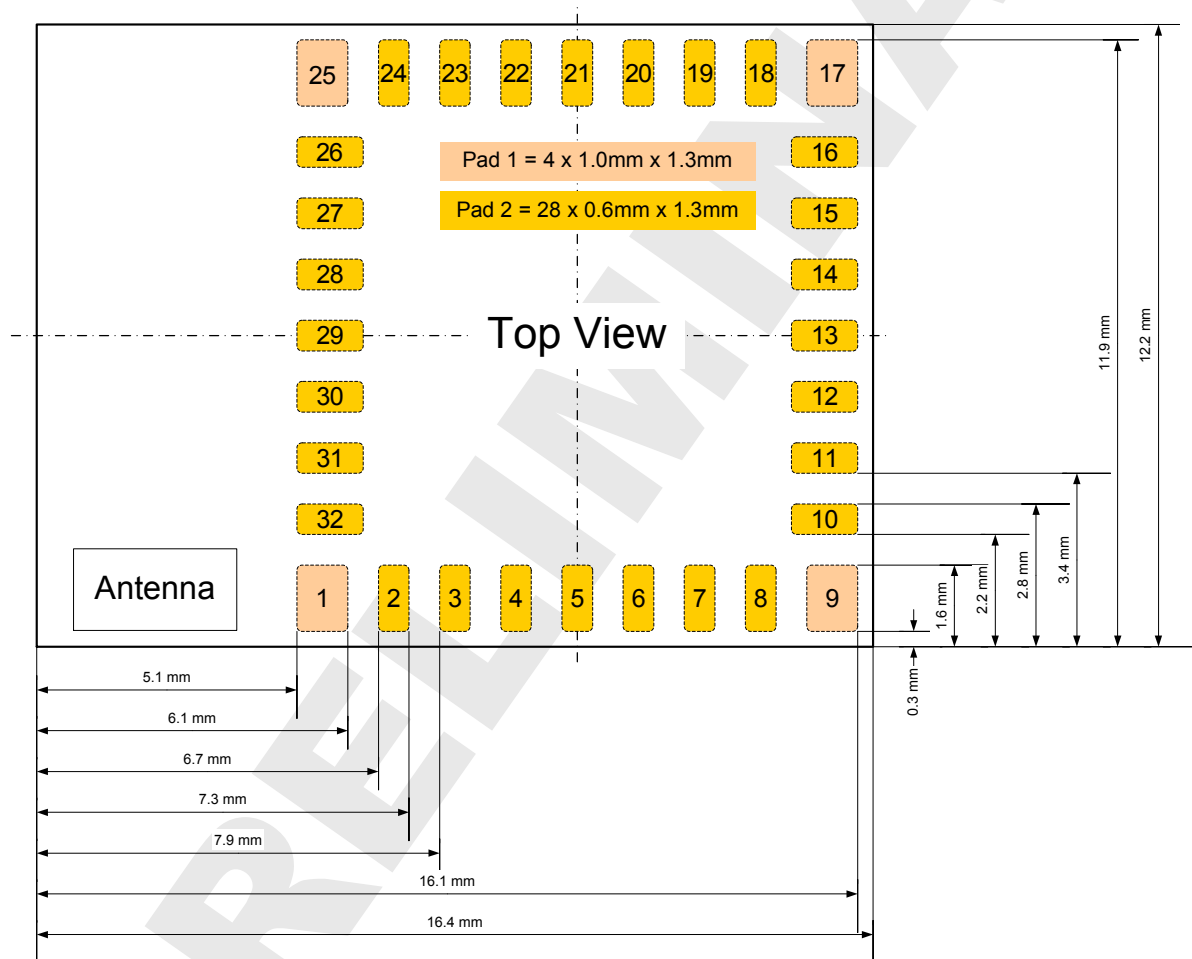 25 24 23 22 21 20 19 18 17
26 16
Pad 1 = 4 x 1.0mm x 1.3mm
27 15
Pad 2 = 28 x 0.6mm x 1.3mm
28 14
29 Top View 13
30 12
31 11
32 10
Antenna
1 2 3 4 5 6 7 8 9
0.3 mm
1.6 mm
2.2 mm
2.8 mm
3.4 mm
11.9 mm
12.2 mm
5.1 mm
6.1 mm
6.7 mm
7.3 mm
7.9 mm
16.1 mm
16.4 mm
RELIMINA